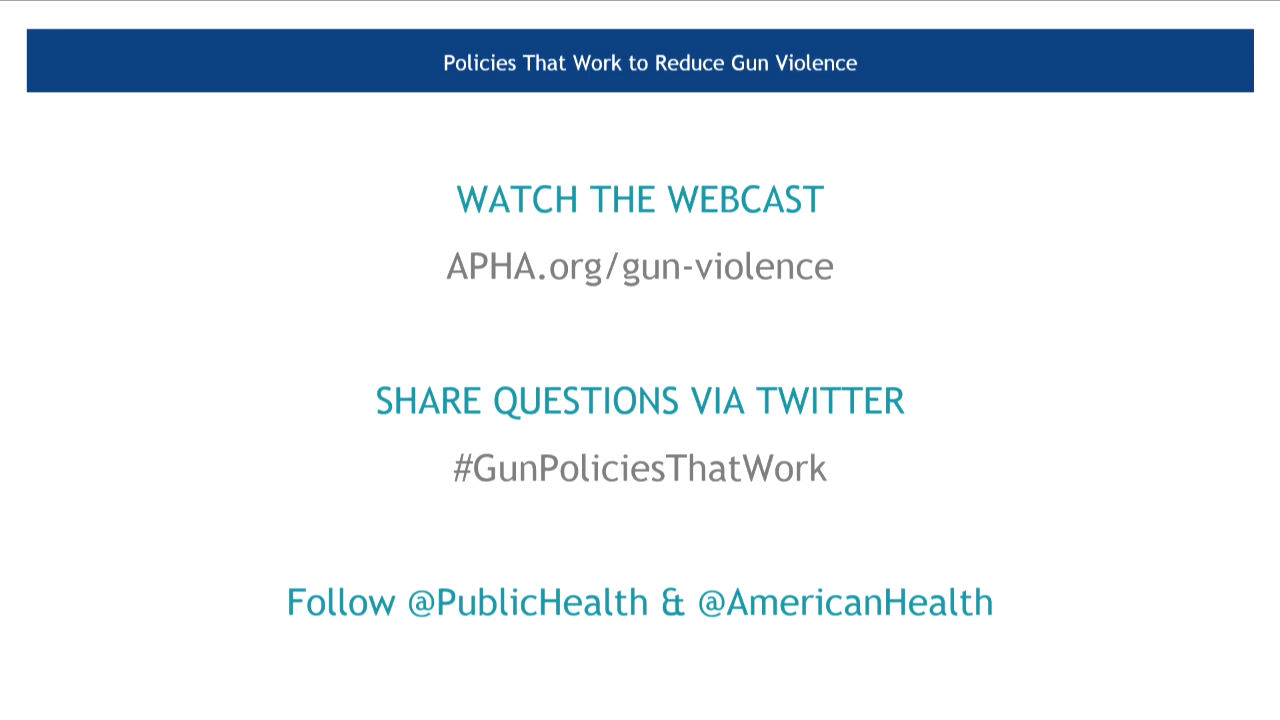 Policies That Work to Reduce Gun Violence
WATCH THE WEBCAST
APHA.org/gun-violence
SHARE QUESTIONS VIA TWITTER
#GunPoliciesThatWork
Follow @PublicHealth & @AmericanHealth